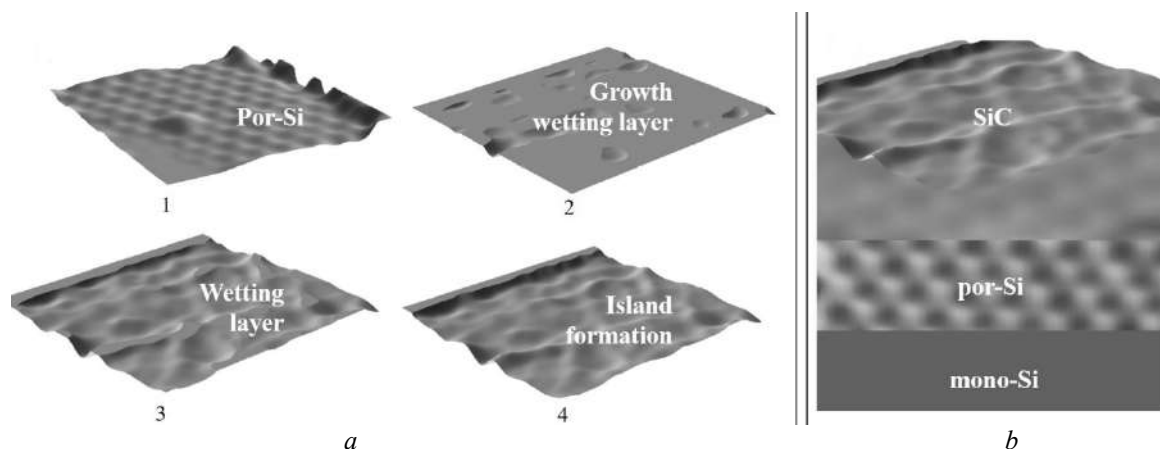 Por-Si
1
Growth
wetting layer
2
Wetting
layer
3
Island
formation
4
a
SiC
por-Si
mono-Si
b